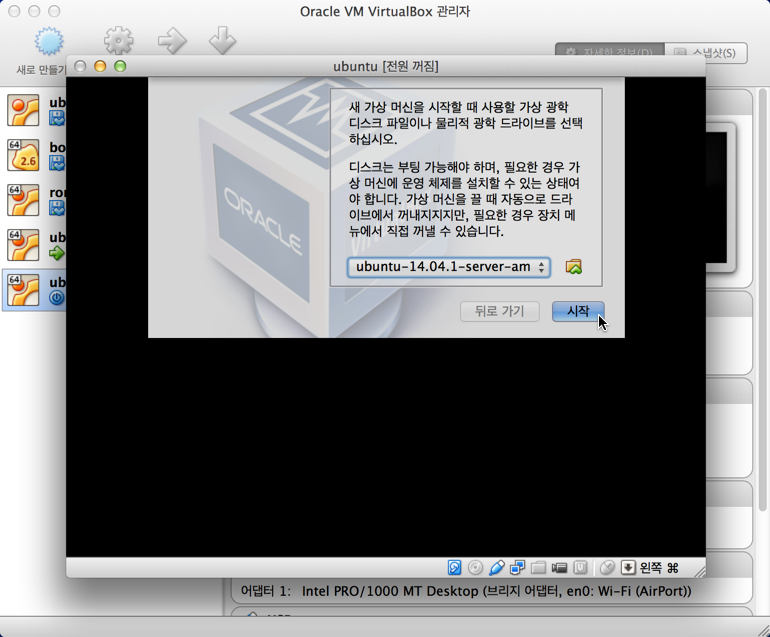 Oracle VM VirtualBox 관리자
새로 만들기
자세한 정보(D)
스냅샷(S)
ubuntu [전원 꺼짐]
64
64
64
64
2.6
ub
bo
ub
ub
ORACLE
새 가상 머신을 시작할 때 사용할 가상 광학
디스크 파일이나 물리적 광학 드라이브를 선택
하십시오.
디스크는 부팅 가능해야 하며, 필요한 경우 가
상 머신에 운영 체제를 설치할 수 있는 상태여
야 합니다. 가상 머신을 끌 때 자동으로 드라
이브에서 꺼내지지지만, 필요한 경우 장치 메
뉴에서 직접 꺼낼 수 있습니다.
ubuntu-14.04.1-server-am
뒤로 가기
시작
왼쪽 ⌘
어댑터 1: Intel PRO/1000 MT Desktop (브리지 어댑터, en0: Wi-Fi (AirPort))